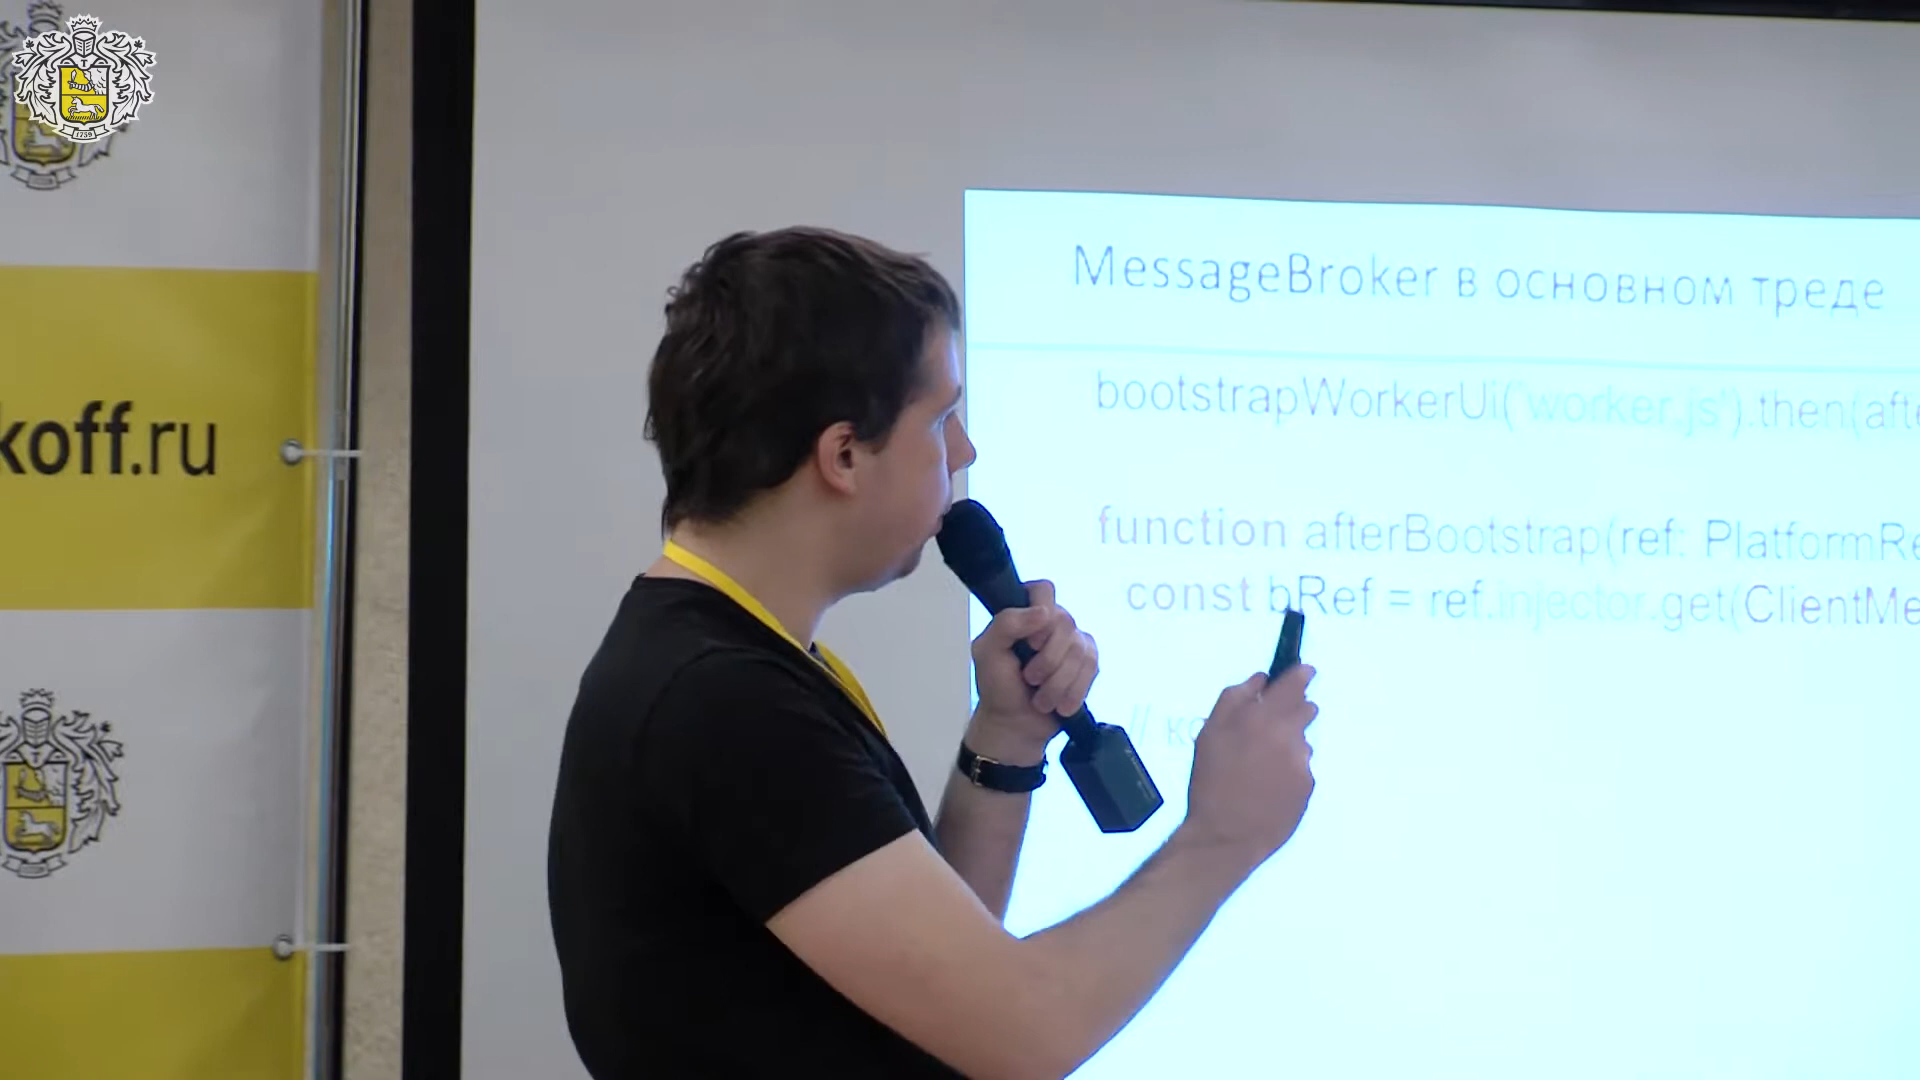 1759
koff.ru
MessageBroker в основном треде
bootstrapWorkerUi('worker.js').then(afte
function afterBootstrap(ref: PlatformRe
const bRef = ref.injector.get(ClientMe
//